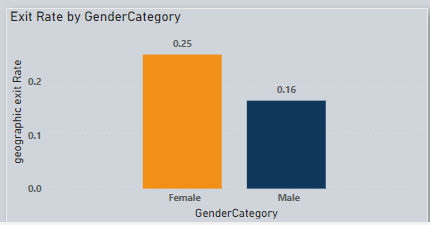 Exit Rate by GenderCategory
0.25
0.16
geographic exit Rate
0.2
0.1
0.0
Female
Male
GenderCategory